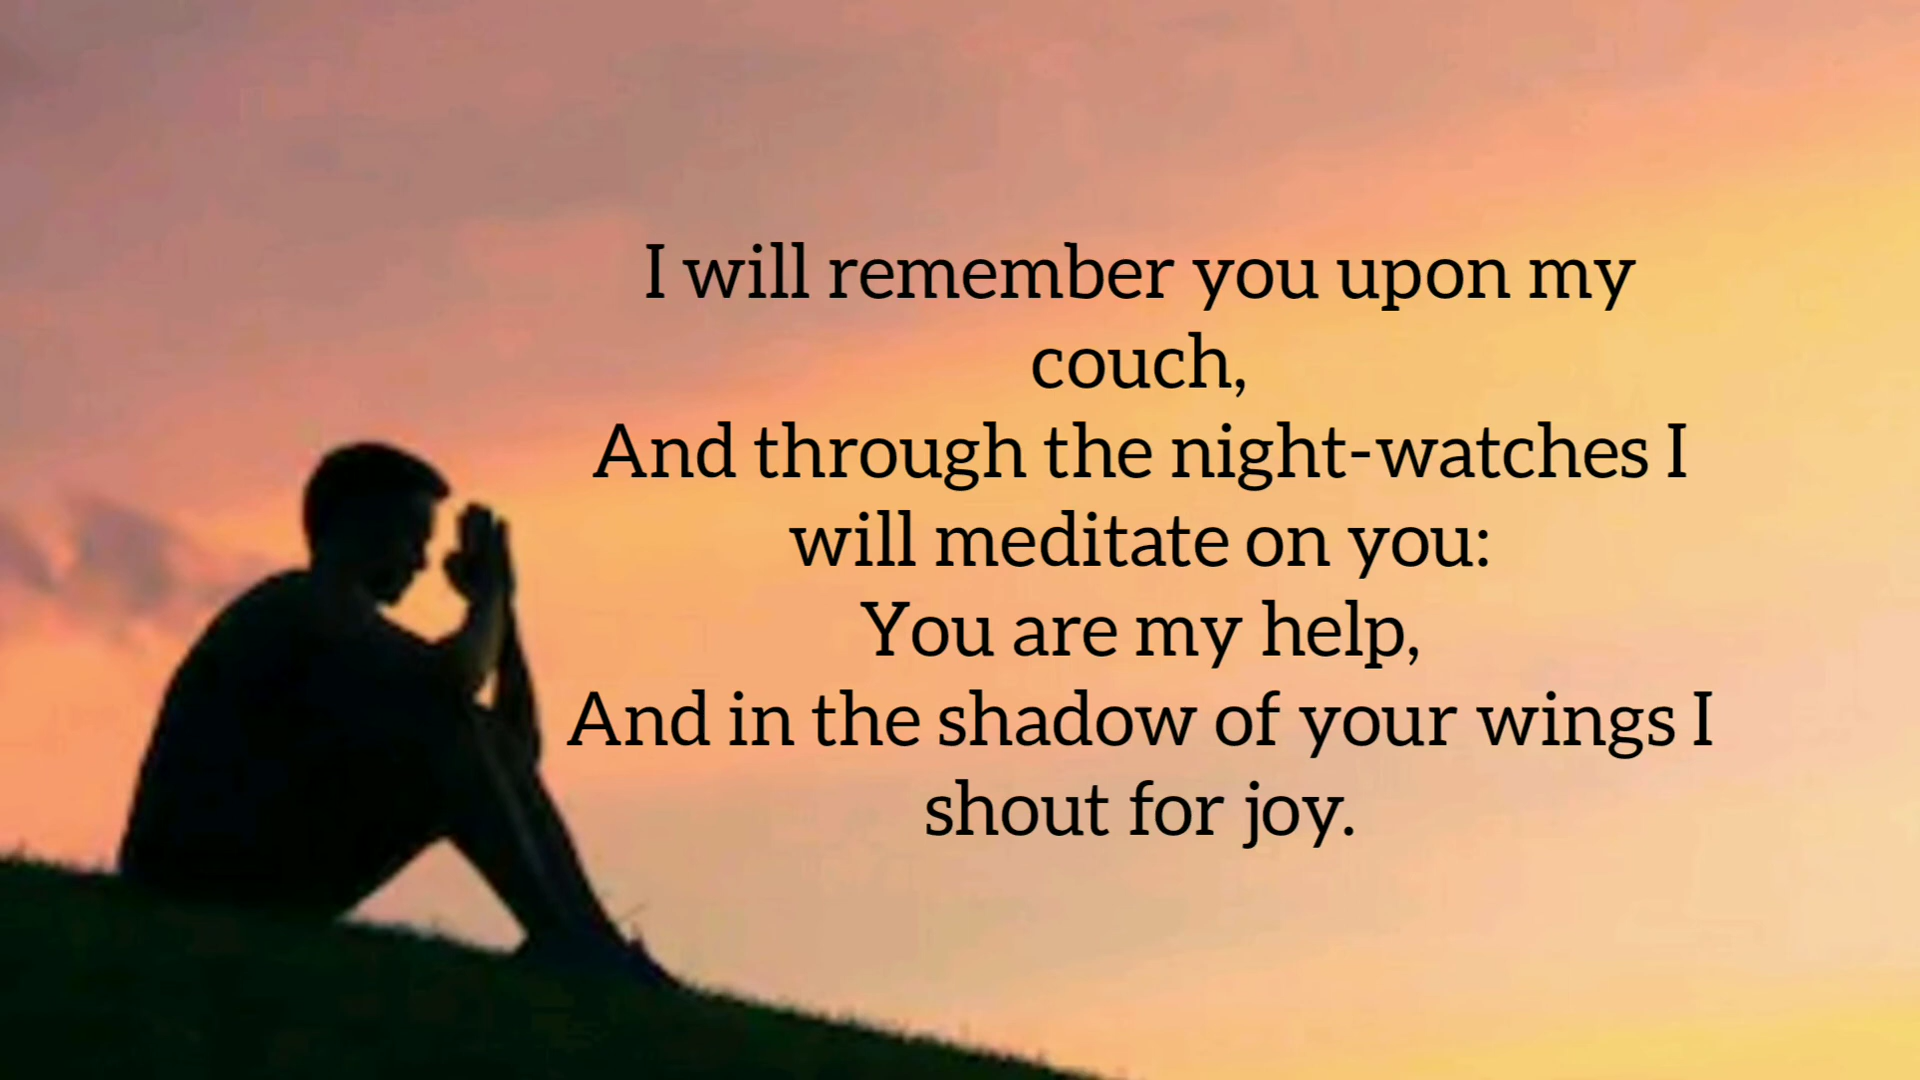 I will remember you upon my
couch,
And through the night-watches I
will meditate on you:
You are my help,
And in the shadow of your wings I
shout for joy.